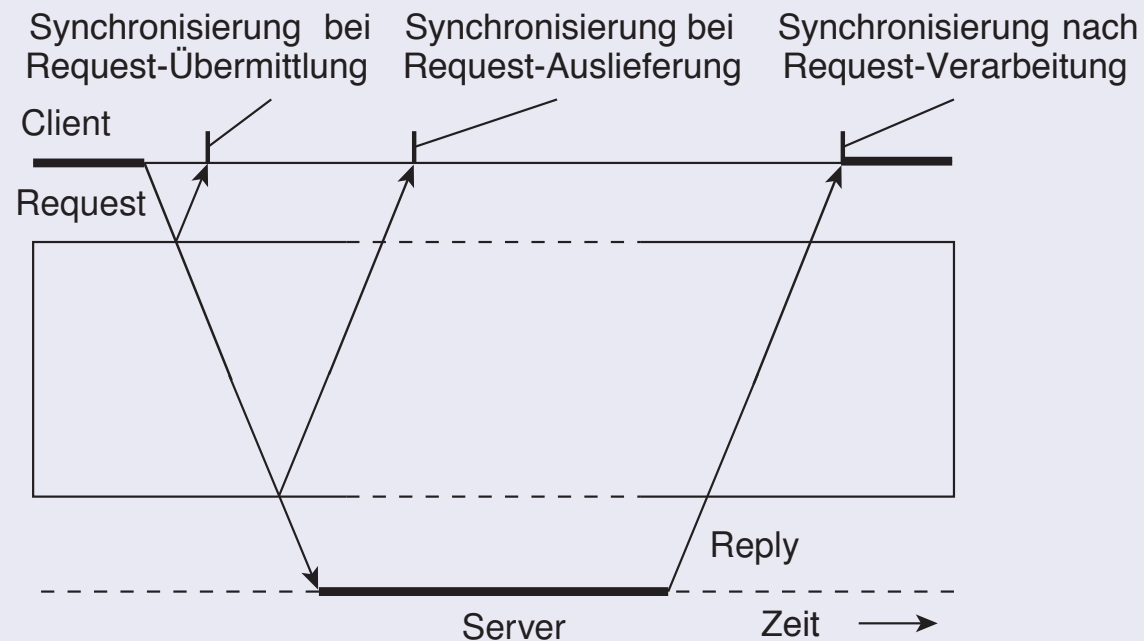 Synchronisierung bei
Request-Übermittlung
Synchronisierung bei
Request-Auslieferung
Synchronisierung nach
Request-Verarbeitung
Client
Request
Reply
Server
Zeit